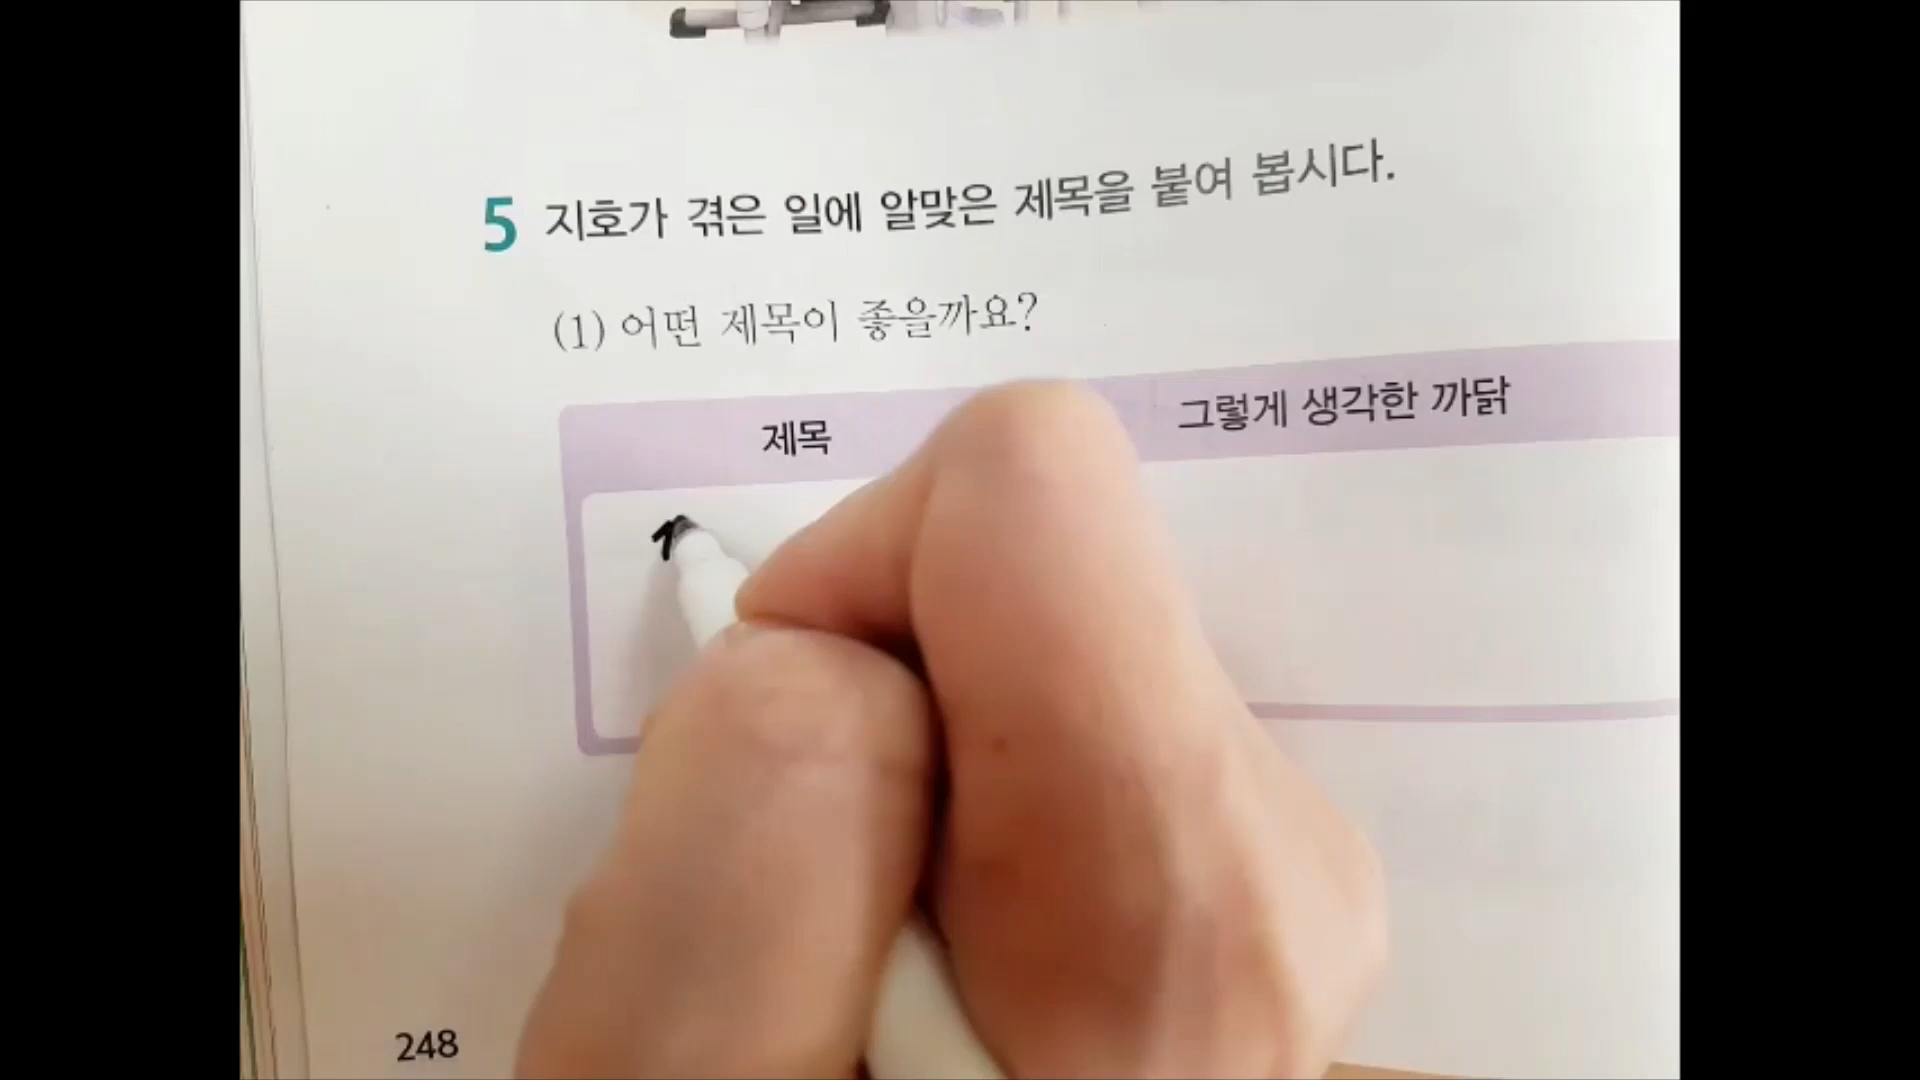 5 지호가 겪은 일에 알맞은 제목을 붙여 봅시다.
(1) 어떤 제목이 좋을까요?
제목 그렇게 생각한 까닭
248